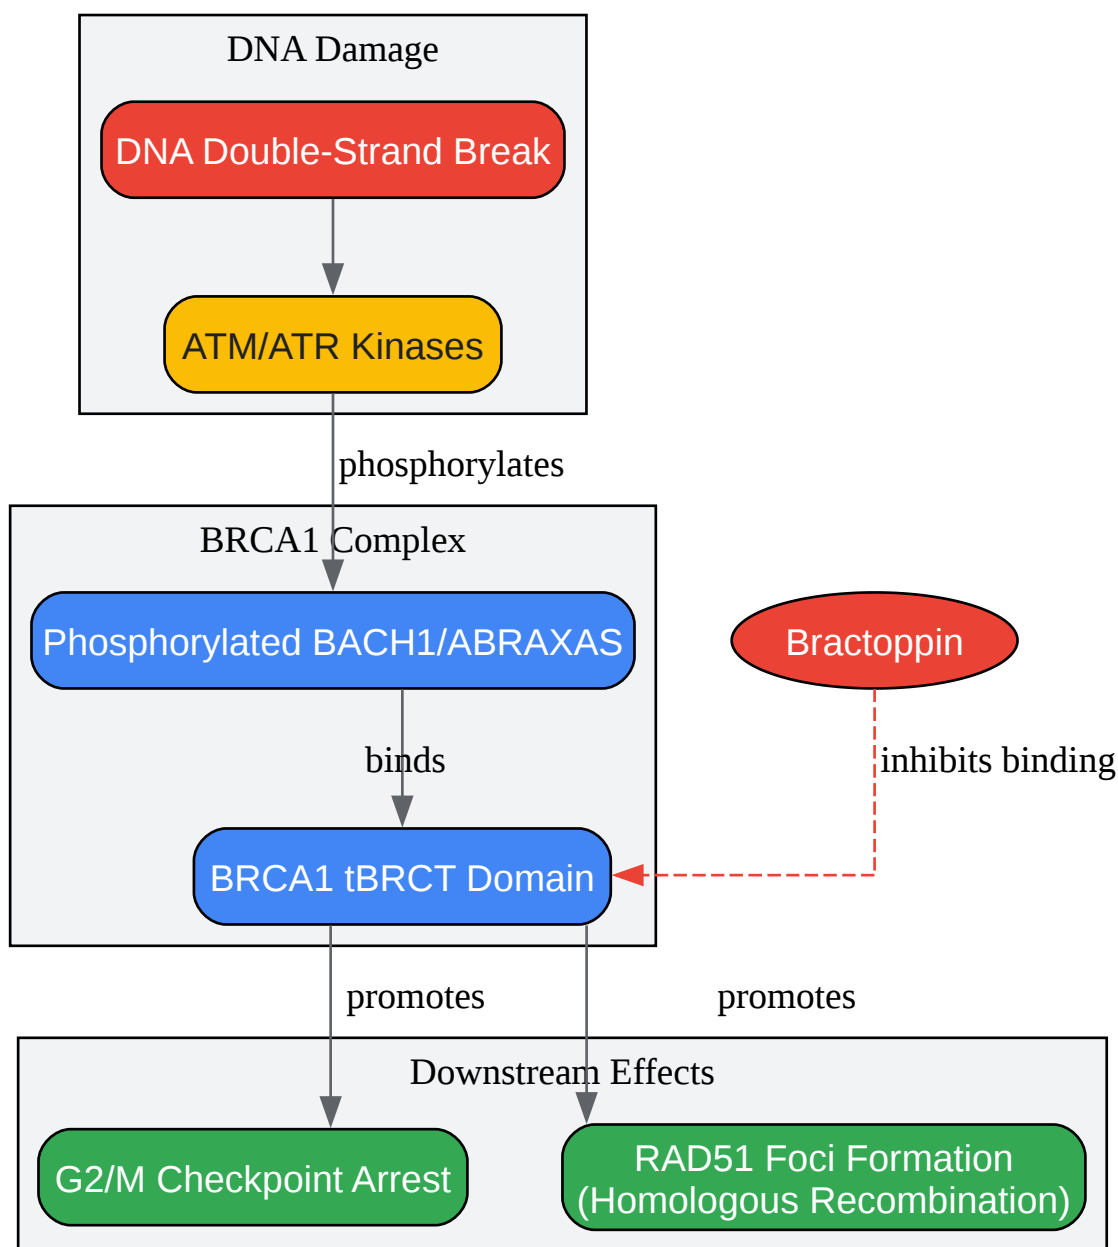 DNA Damage
DNA Double-Strand Break
ATM/ATR Kinases
phosphorylates
BRCA1 Complex
Phosphorylated BACH1/ABRAXAS
Bractoppin
binds
inhibits binding
BRCA1 tBRCT Domain
promotes
promotes
Downstream Effects
G2/M Checkpoint Arrest
RAD51 Foci Formation
(Homologous Recombination)